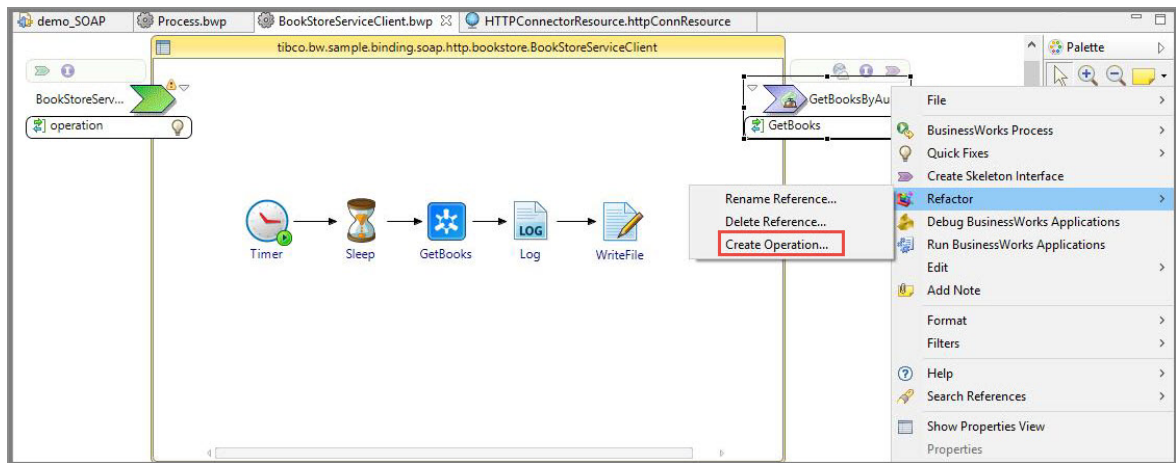 demo_SOAP
Process.bwp
BookStoreServiceClient.bwp
HTTPConnectorResource.httpConnResource
tibco.bw.sample.binding.soap.http.bookstore.BookStoreServiceClient
Palette
BookStoreServ...
operation
GetBooksByAu
GetBooks
Timer
Sleep
GetBooks
LOG
Log
WriteFile
Rename Reference...
Delete Reference...
Create Operation...
File
BusinessWorks Process
Quick Fixes
Create Skeleton Interface
Refactor
Debug BusinessWorks Applications
Run BusinessWorks Applications
Edit
Add Note
Format
Filters
Help
Search References
Show Properties View
Properties